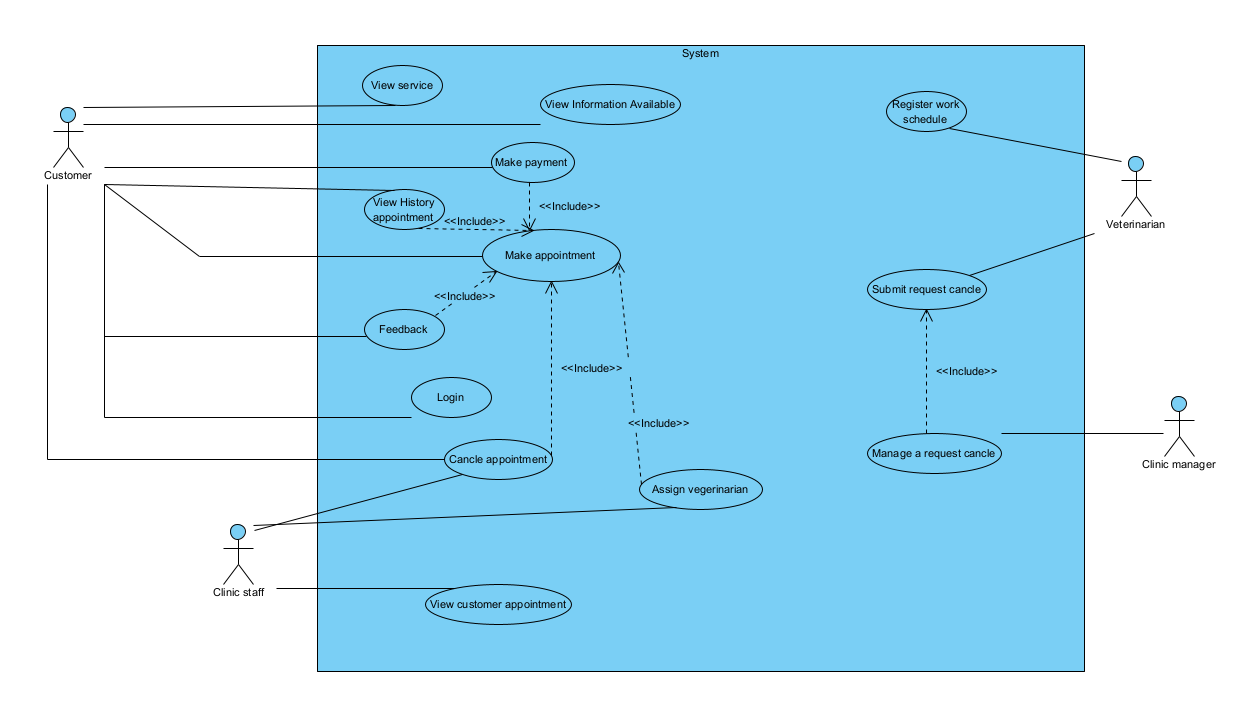 System
View service
View Information Available
Register work
schedule
Customer
Make payment
View History
appointment
<<Include>>
<<Include>>
Veterinarian
Make appointment
Submit request cancle
<<Include>>
Feedback
<<Include>>
<<Include>>
Login
<<Include>>
Cancle appointment
Manage a request cancle
Clinic manager
Assign vegerinarian
Clinic staff
View customer appointment